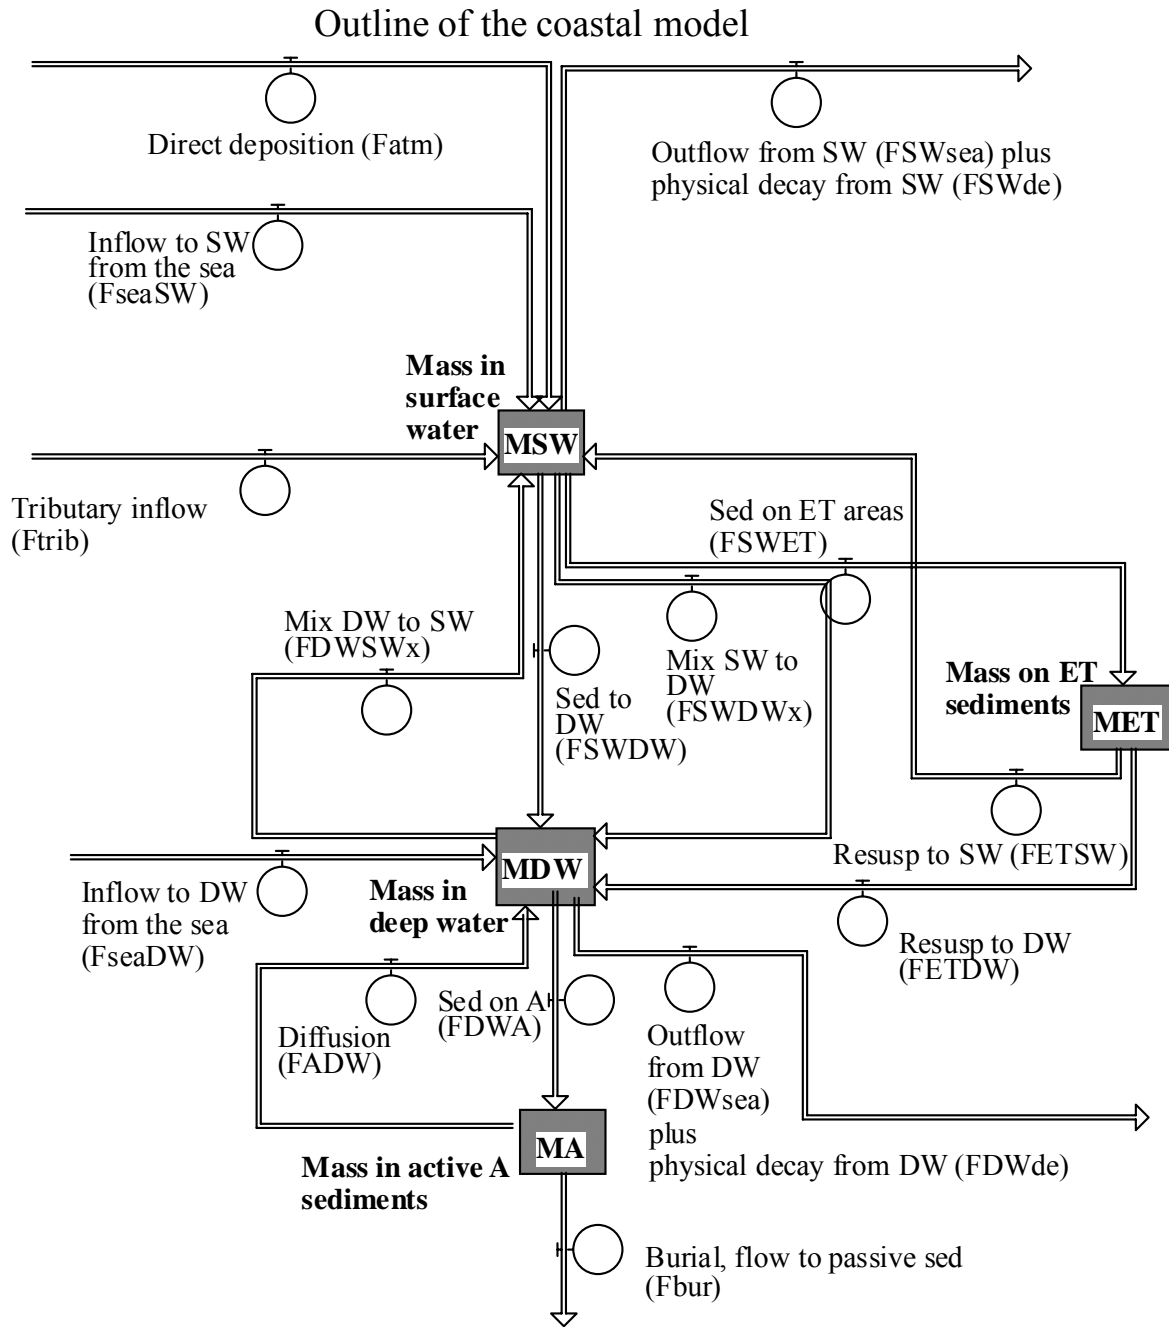 Outline of the coastal model
Direct deposition (Fatm)
Outflow from SW (FSWsea) plus
physical decay from SW (FSWde)
Inflow to SW
from the sea
(FseaSW)
Mass in
surface
water
MSW
Tributary inflow
(Ftrib)
Sed on ET areas
(FSWET)
Mix DW to SW
(FDWSWx)
Sed to
DW
(FSWDW)
Mix SW to
DW
(FSWDWx)
Mass on ET
sediments
MET
Resusp to SW (FETSW)
MDW
Inflow to DW
from the sea
(FseaDW)
Mass in
deep water
Resusp to DW
(FETDW)
Sed on A
(FDWA)
Diffusion
(FADW)
Outflow
from DW
(FDWsea)
plus
physical decay from DW (FDWde)
MA
Mass in active A
sediments
Burial, flow to passive sed
(Fbur)